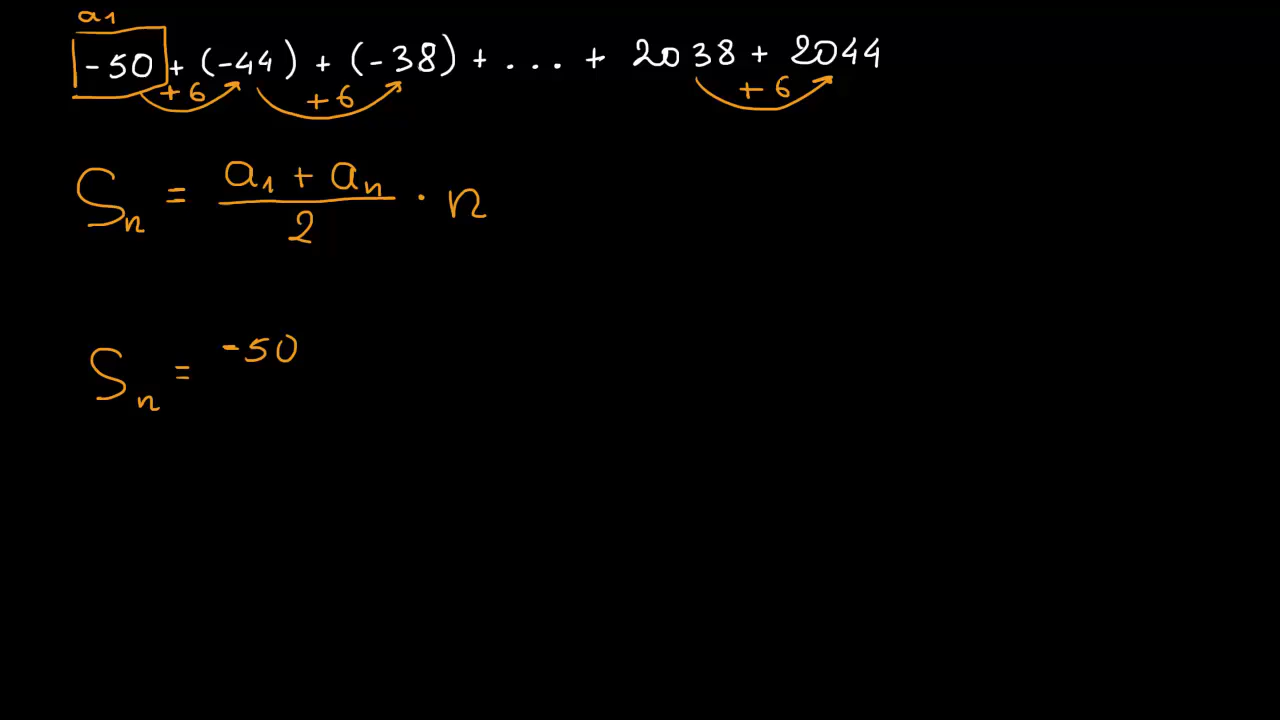 a₁
-50 + (-44) + (-38) + ... + 2038 + 2044
+6 +6 +6
Sₙ = (a₁ + aₙ)/2 · n
Sₙ = -50